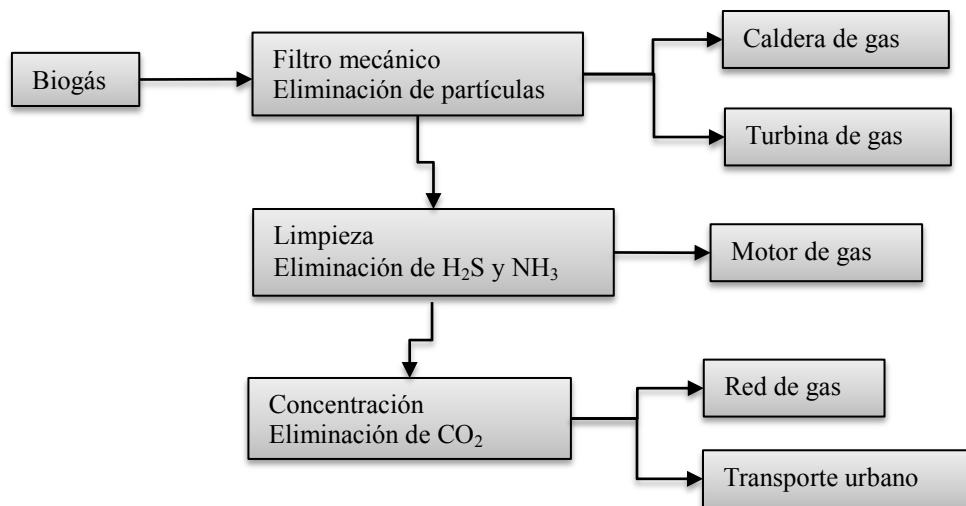 Biogás
Filtro mecánico
Eliminación de partículas
Caldera de gas
Turbina de gas
Limpieza
Eliminación de H₂S y NH₃
Motor de gas
Concentración
Eliminación de CO₂
Red de gas
Transporte urbano